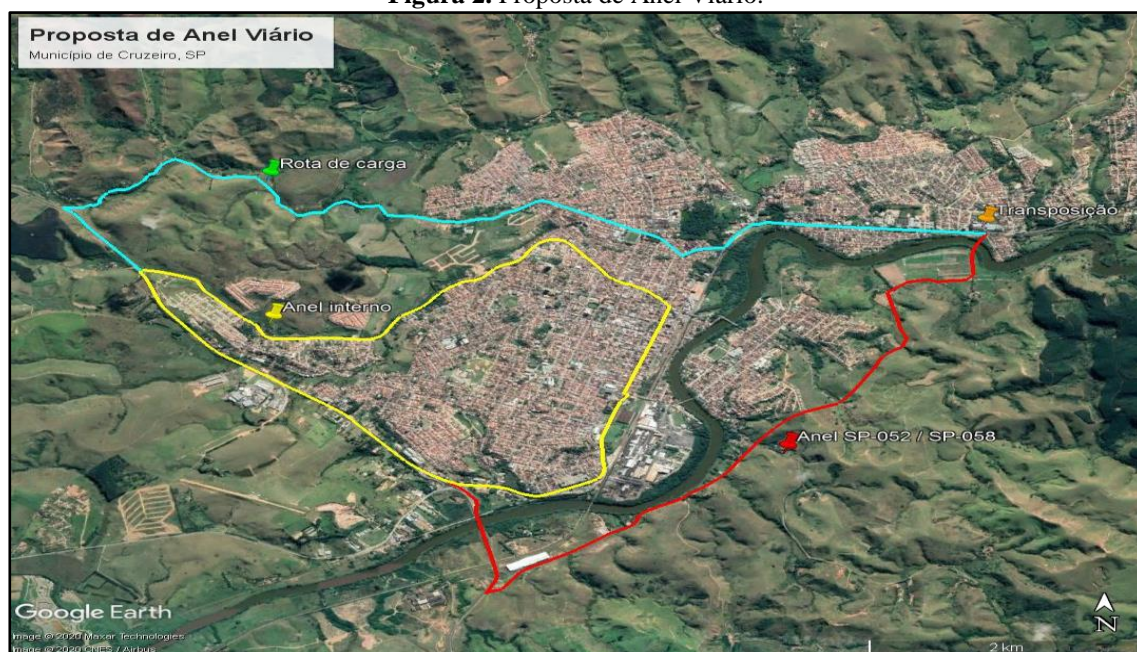 Figura 2. Proposta de Anel Viário.
Proposta de Anel Viário
Município de Cruzeiro, SP
Rota de carga
Transposição
Anel interno
Anel SP-052 / SP-058
Google Earth
Image © 2020 Maxar Technologies
Image © 2020 CNES / Airbus
N
2 km